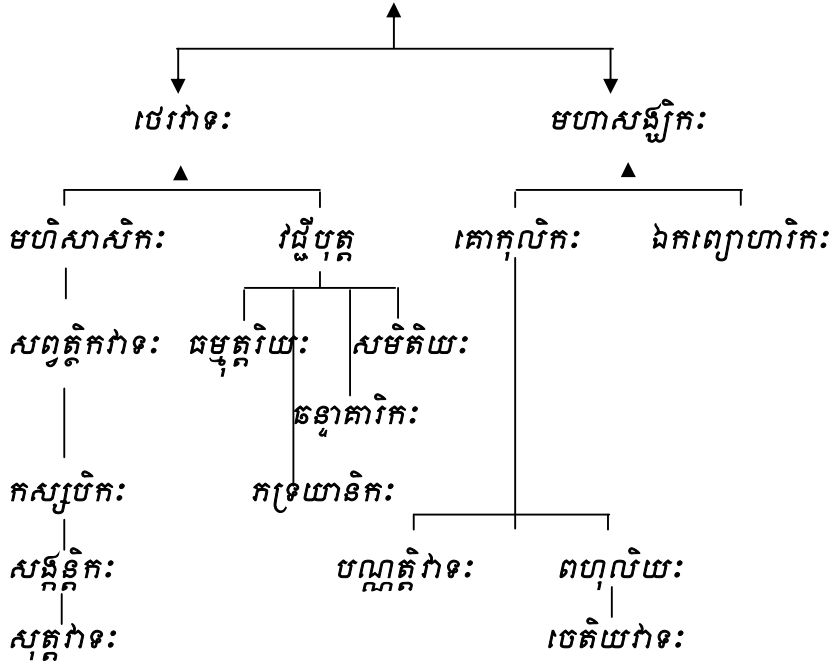 ថេរវាទៈ មហាសង្ឃិកៈ
មហិសាសិកៈ វជ្ជីបុត្ត គោកុលិកៈ ឯកព្យោហារិកៈ
សព្វត្ថិកវាទៈ ធម្មុត្តរិយៈ សមិតិយៈ
ឆន្ទាគារិកៈ
កស្សបិកៈ ភទ្រយានិកៈ
សង្កន្តិកៈ បណ្ណត្តិវាទៈ ពហុលិយៈ
សុត្តវាទៈ ចេតិយវាទៈ